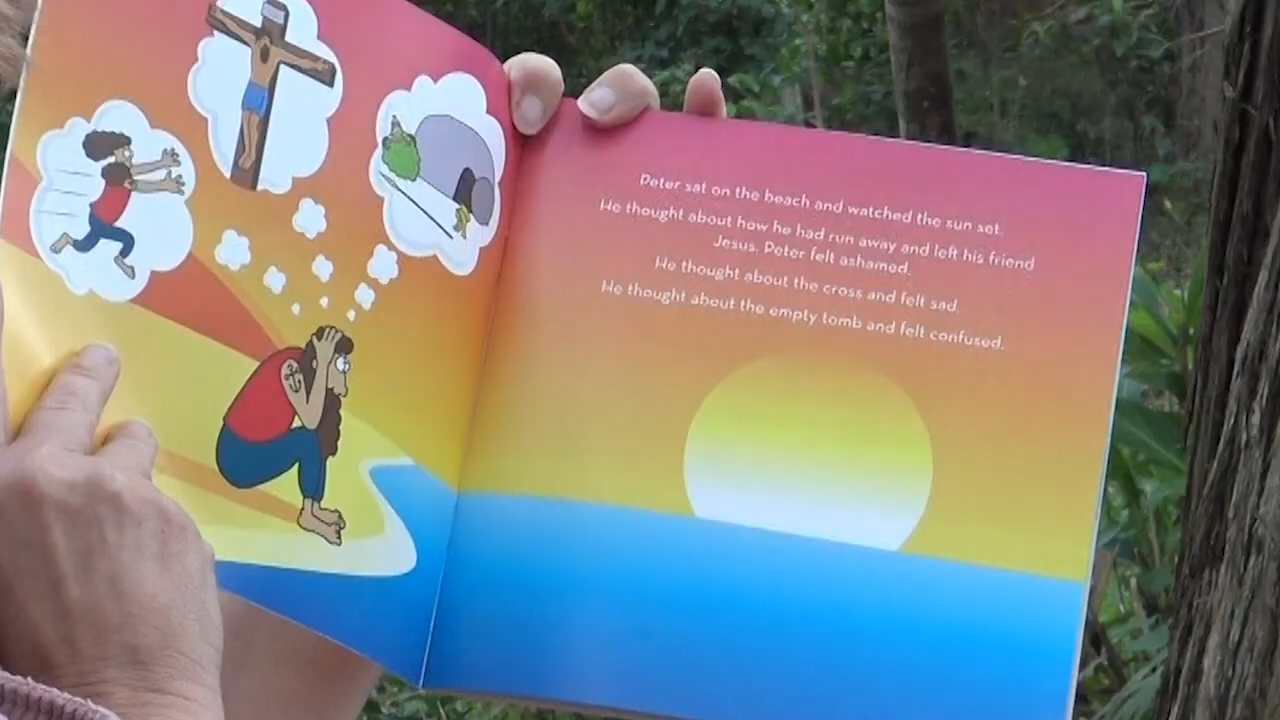 Peter sat on the beach and watched the sun set.
He thought about how he had run away and left his friend
Jesus. Peter felt ashamed.
He thought about the cross and felt sad.
He thought about the empty tomb and felt confused.